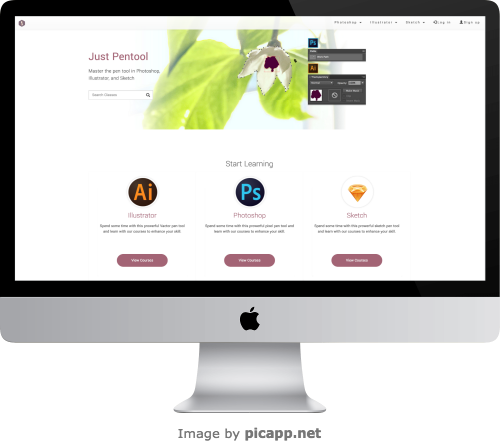 Photoshop
Illustrator
Sketch
Log in
Sign up
Just Pentool
Master the pen tool in Photoshop,
Illustrator, and Sketch
Search Classes
Ps
Ai
Start Learning
Ai
Ps
Illustrator
Photoshop
Sketch
Spend some time with this powerful Vector pen tool
and learn with our courses to enhance your skill.
Spend some time with this powerful pixel pen tool and
learn with our courses to enhance your skill.
Spend some time with this powerful sketch pen tool
and learn with our courses to enhance your skill.
View Courses
View Courses
View Courses
Image by picapp.net